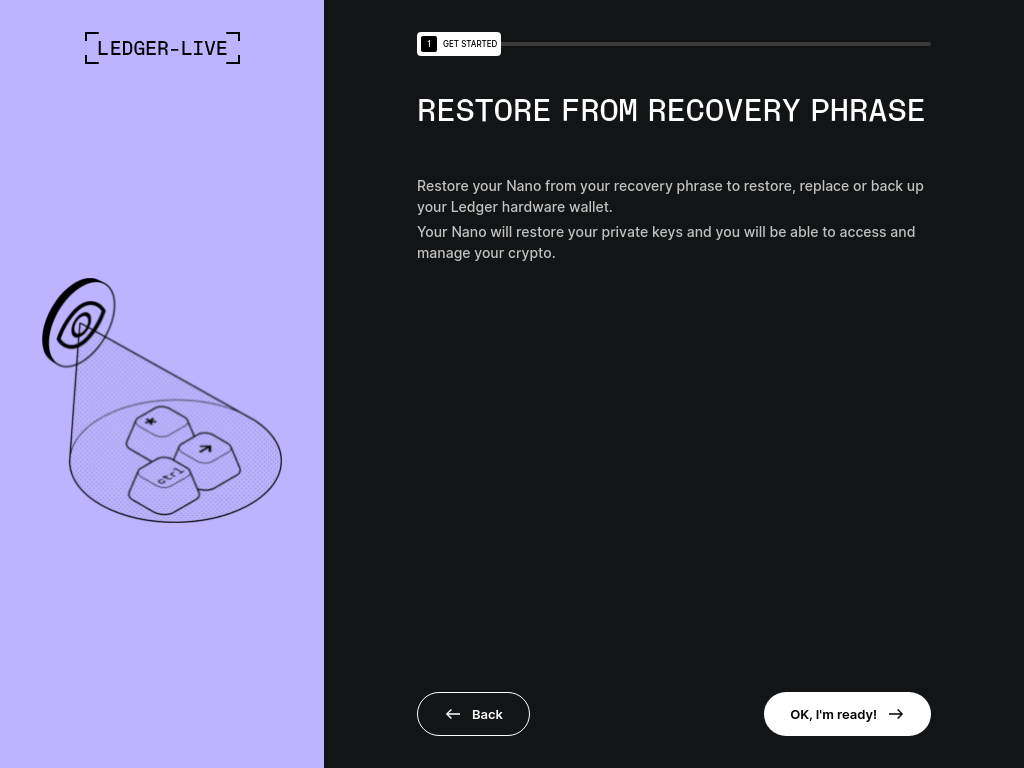 LEDGER-LIVE
1 GET STARTED
RESTORE FROM RECOVERY PHRASE
Restore your Nano from your recovery phrase to restore, replace or back up
your Ledger hardware wallet.
Your Nano will restore your private keys and you will be able to access and
manage your crypto.
*
ctrl
Back
OK, I'm ready!